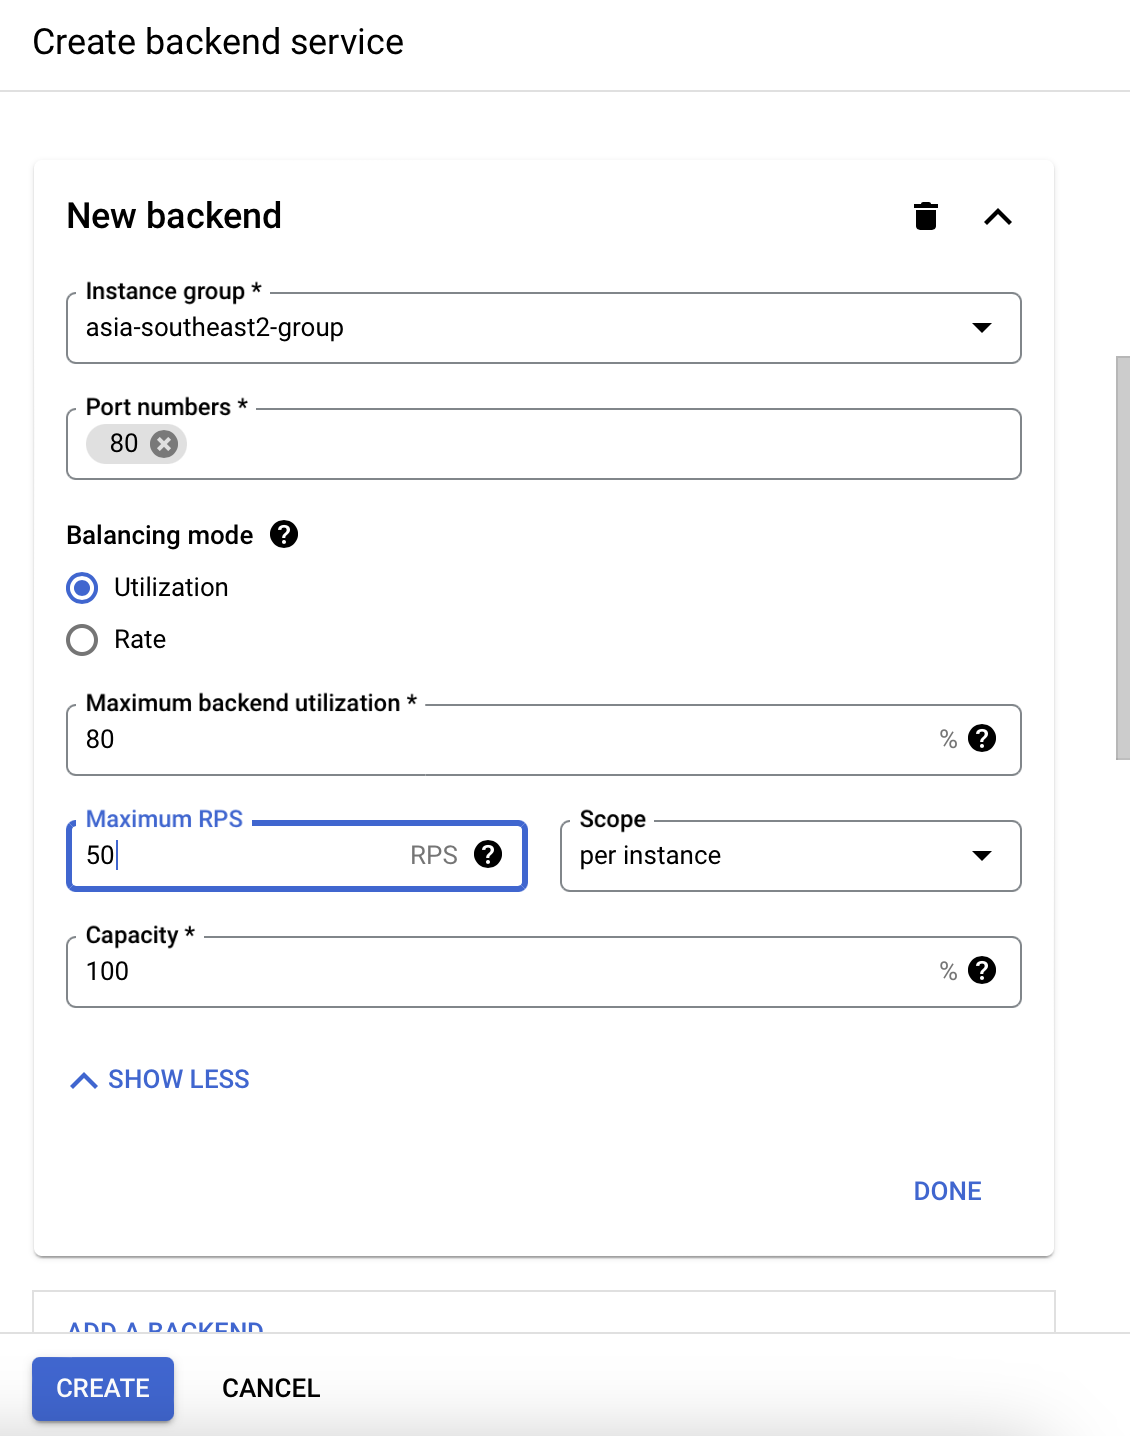 Create backend service
New backend
Instance group *
asia-southeast2-group
Port numbers *
80
Balancing mode
Utilization
Rate
Maximum backend utilization *
80 %
Maximum RPS
50 RPS
Scope
per instance
Capacity *
100 %
SHOW LESS
DONE
ADD A BACKEND
CREATE CANCEL